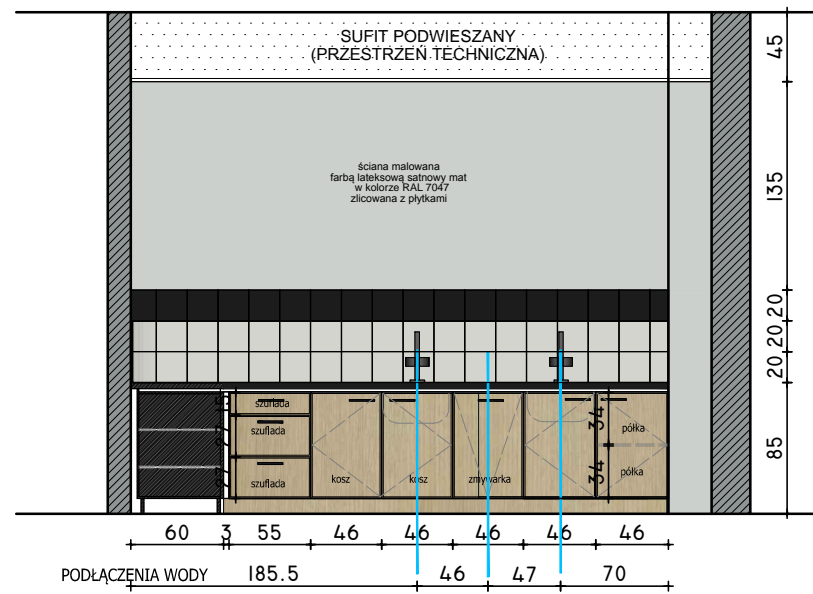 SUFIT PODWIESZANY
(PRZESTRZEŃ TECHNICZNA)
45
ściana malowana
farbą lateksową satnowy mat
w kolorze RAL 7047
zlicowana z płytkami
135
20
20
20
85
szuflada
szuflada
szuflada
kosz
kosz
zmywarka
34
34
półka
półka
60 3 55 46 46 46 46 46
PODŁĄCZENIA WODY 185.5 46 47 70